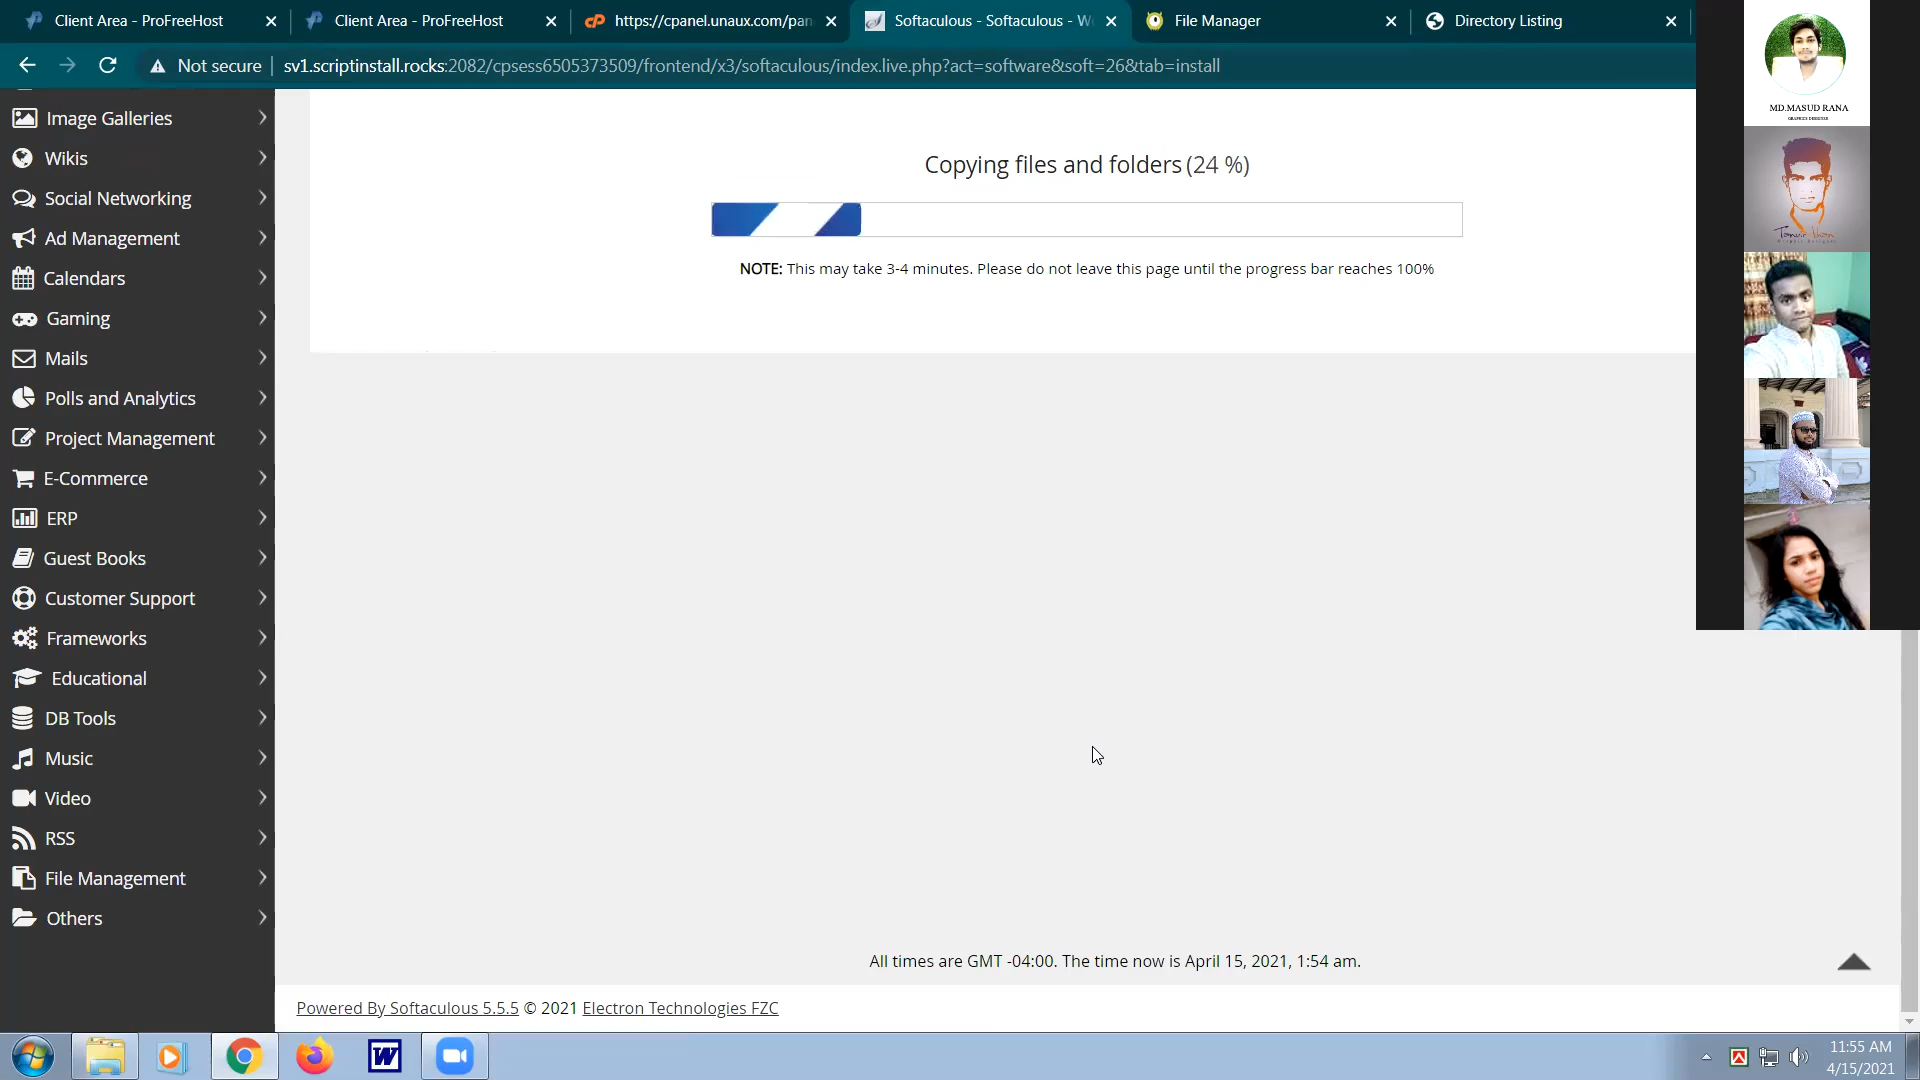 Client Area - ProFreeHost
Client Area - ProFreeHost
https://cpanel.unaux.com/pan
Softaculous - Softaculous - W
File Manager
Directory Listing
Not secure
sv1.scriptinstall.rocks:2082/cpsess6505373509/frontend/x3/softaculous/index.live.php?act=software&soft=26&tab=install
Image Galleries
Wikis
Social Networking
Ad Management
Calendars
Gaming
Mails
Polls and Analytics
Project Management
E-Commerce
ERP
Guest Books
Customer Support
Frameworks
Educational
DB Tools
Music
Video
RSS
File Management
Others
Copying files and folders (24 %)
NOTE: This may take 3-4 minutes. Please do not leave this page until the progress bar reaches 100%
All times are GMT -04:00. The time now is April 15, 2021, 1:54 am.
Powered By Softaculous 5.5.5 © 2021 Electron Technologies FZC
MD.MASUD RANA
GRAPHICS DESIGNER
11:55 AM
4/15/2021